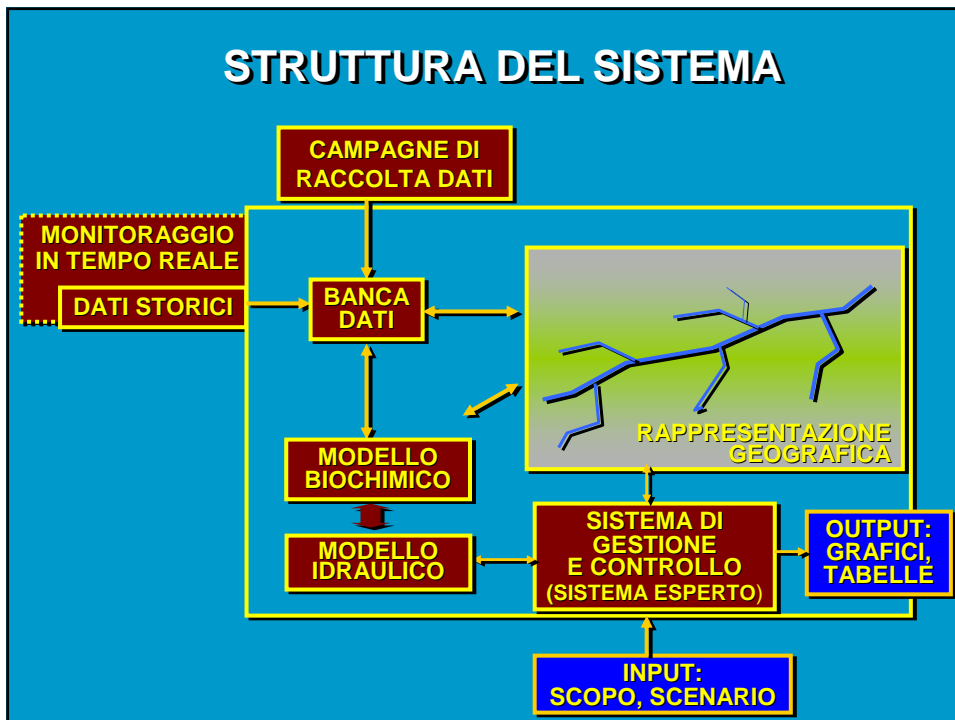 STRUTTURA DEL SISTEMA
CAMPAGNE DI
RACCOLTA DATI
MONITORAGGIO
IN TEMPO REALE
DATI STORICI
BANCA
DATI
RAPPRESENTAZIONE
GEOGRAFICA
MODELLO
BIOCHIMICO
MODELLO
IDRAULICO
SISTEMA DI
GESTIONE
E CONTROLLO
(SISTEMA ESPERTO)
OUTPUT:
GRAFICI,
TABELLE
INPUT:
SCOPO, SCENARIO